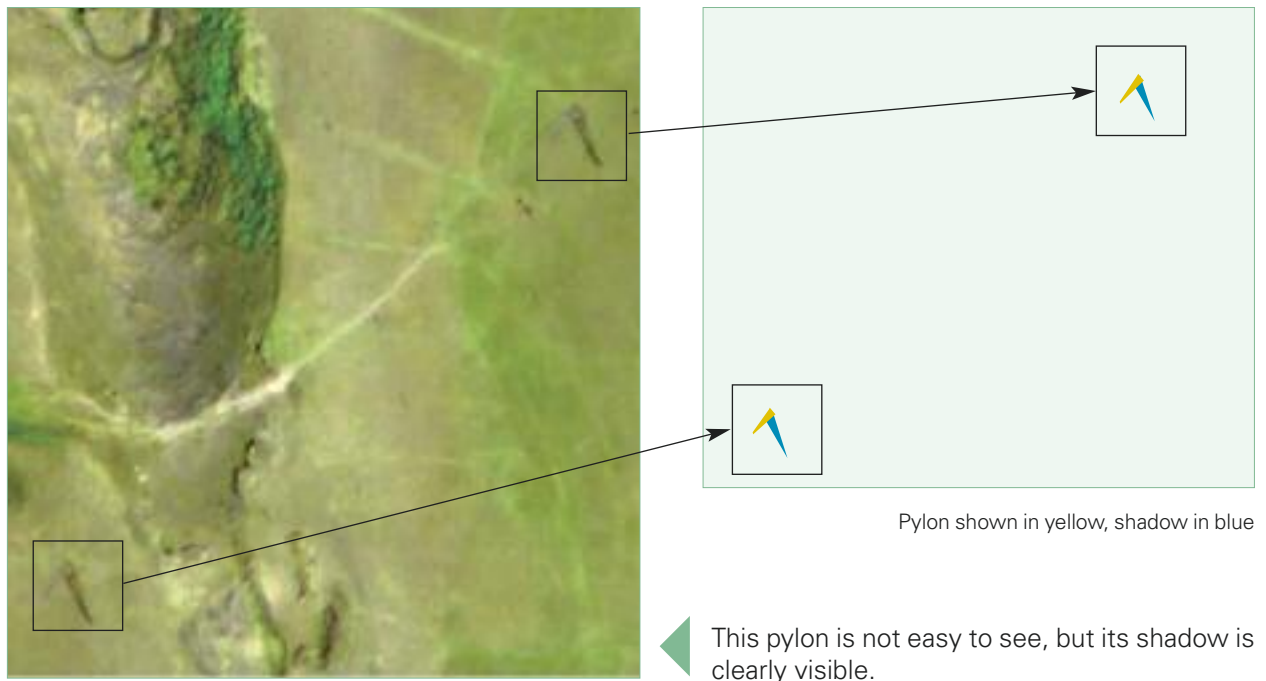 Pylon shown in yellow, shadow in blue
This pylon is not easy to see, but its shadow is
clearly visible.